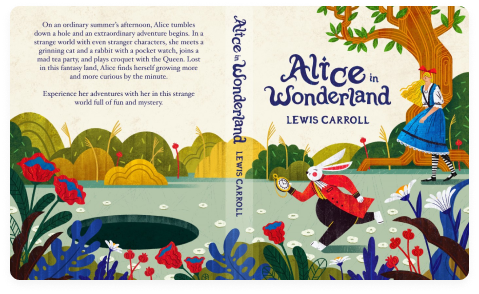 On an ordinary summer's afternoon, Alice tumbles
down a hole and an extraordinary adventure begins. In a
strange world with even stranger characters, she meets a
grinning cat and a rabbit with a pocket watch, joins a
mad tea party, and plays croquet with the Queen. Lost
in this fantasy land, Alice finds herself growing more
and more curious by the minute.
Experience her adventures with her in this strange
world full of fun and mystery.
Alice in Wonderland LEWIS CARROLL
Alice in
Wonderland
LEWIS CARROLL